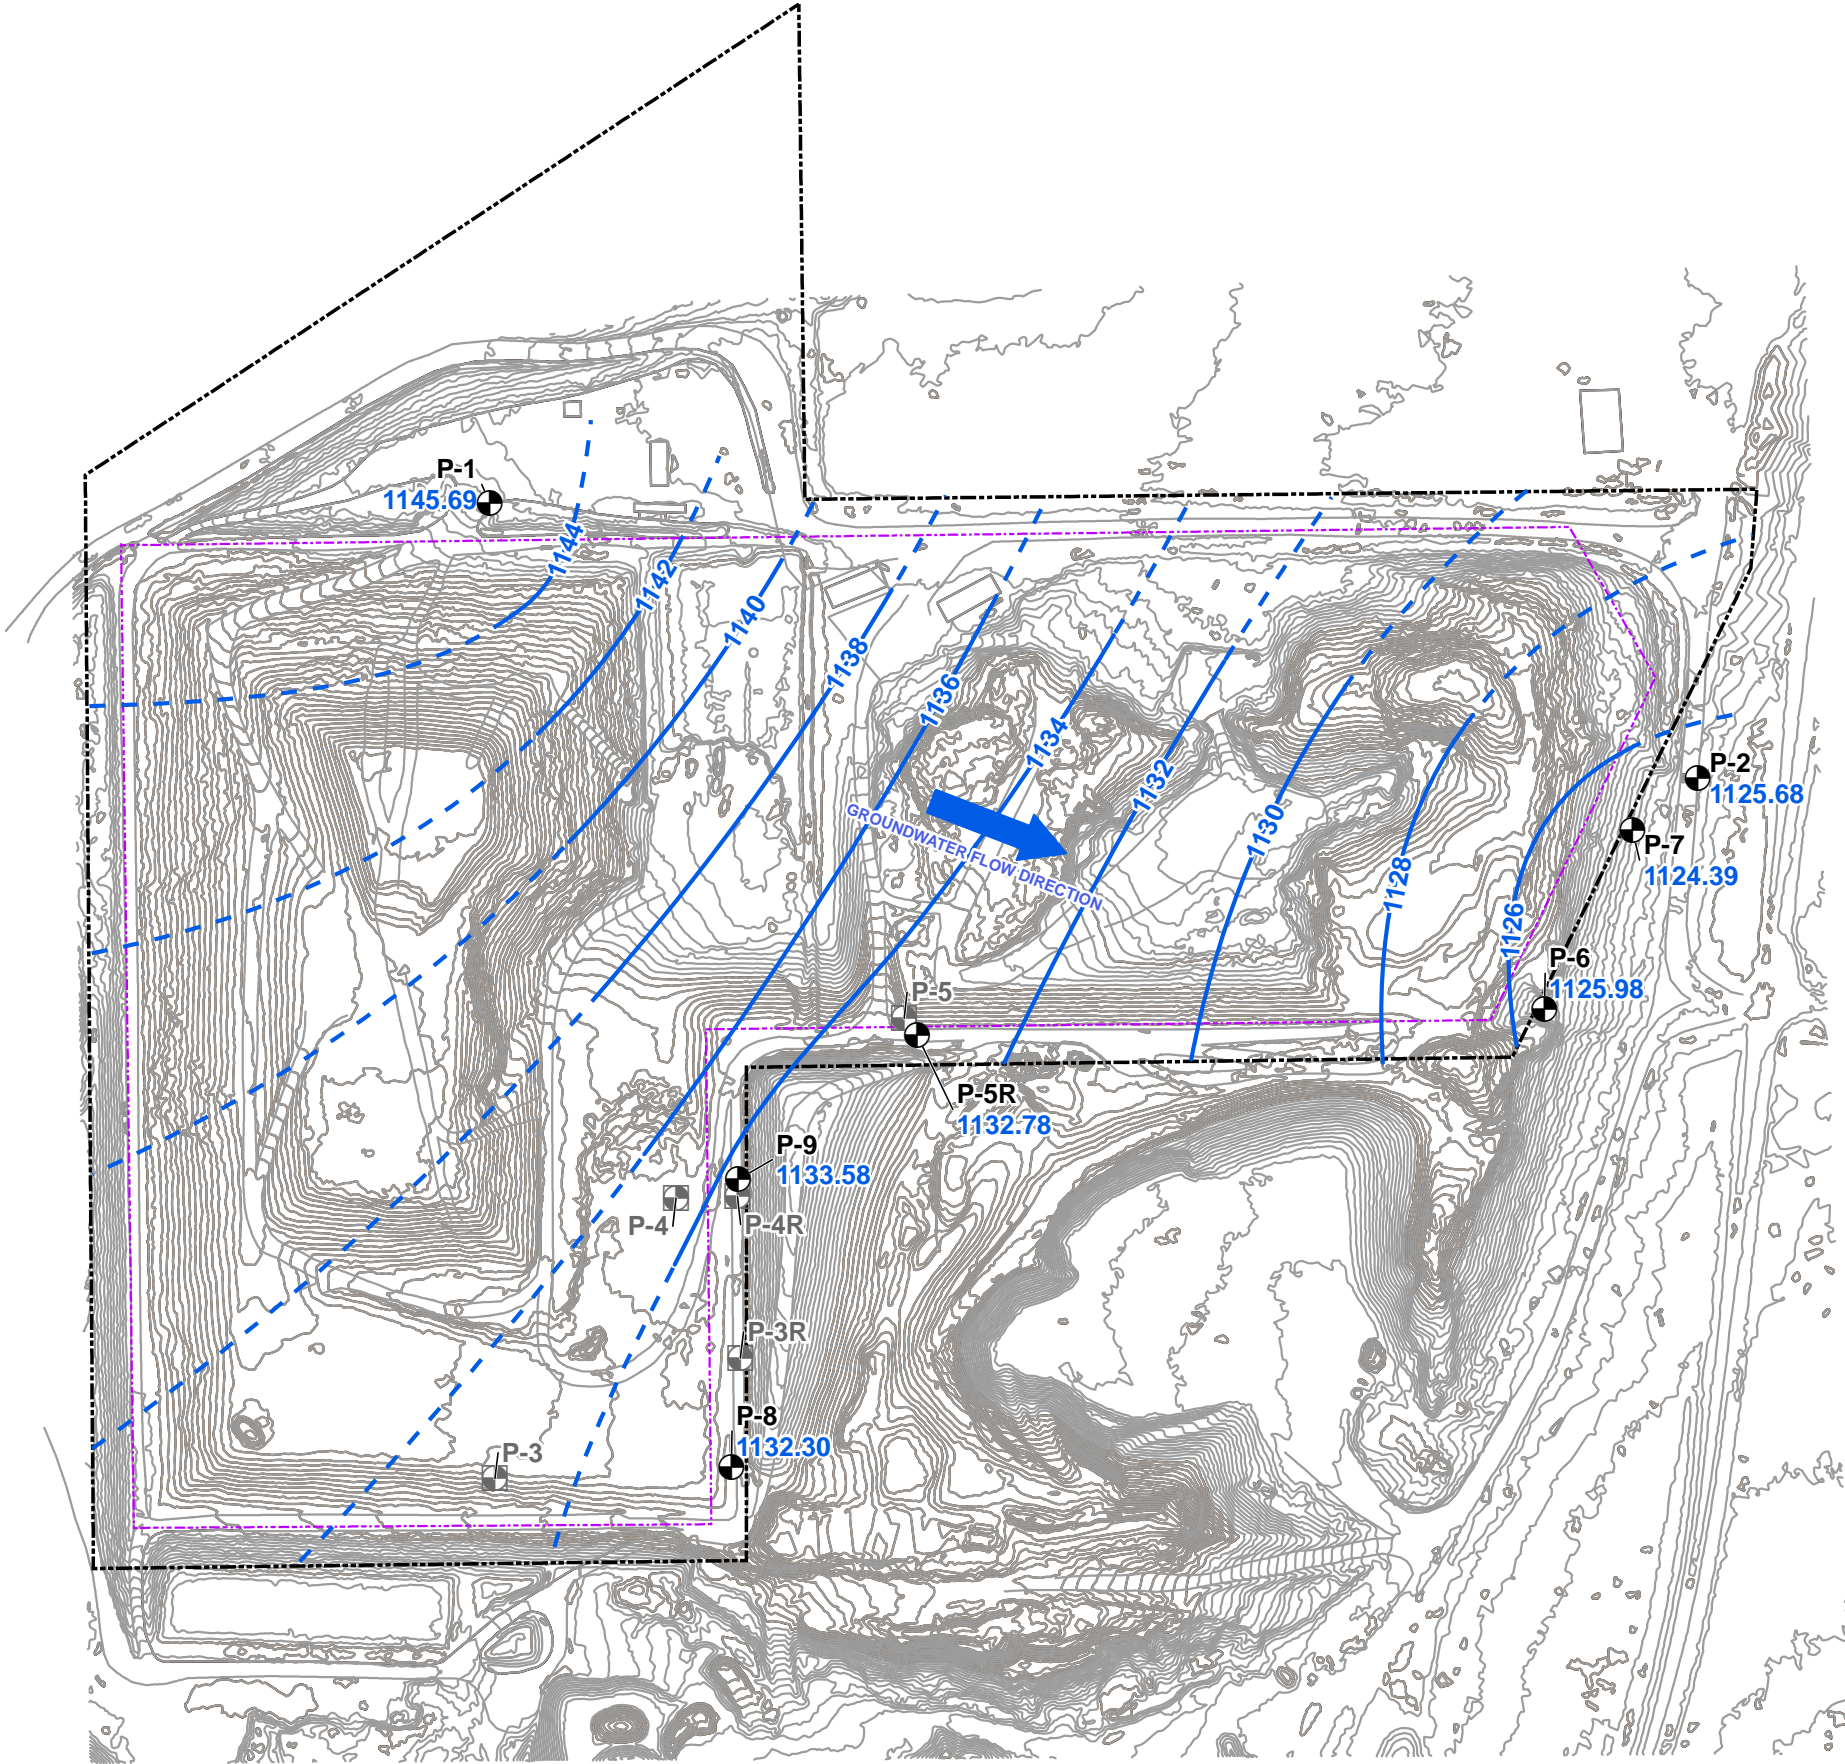 P-1
1145.69
1144
1142
1140
1138
1136
1134
1132
1130
1128
1126
P-2
1125.68
P-7
1124.39
GROUNDWATER FLOW DIRECTION
P-6
1125.98
P-5
P-5R
1132.78
P-9
1133.58
P-4
P-4R
P-3R
P-8
1132.30
P-3